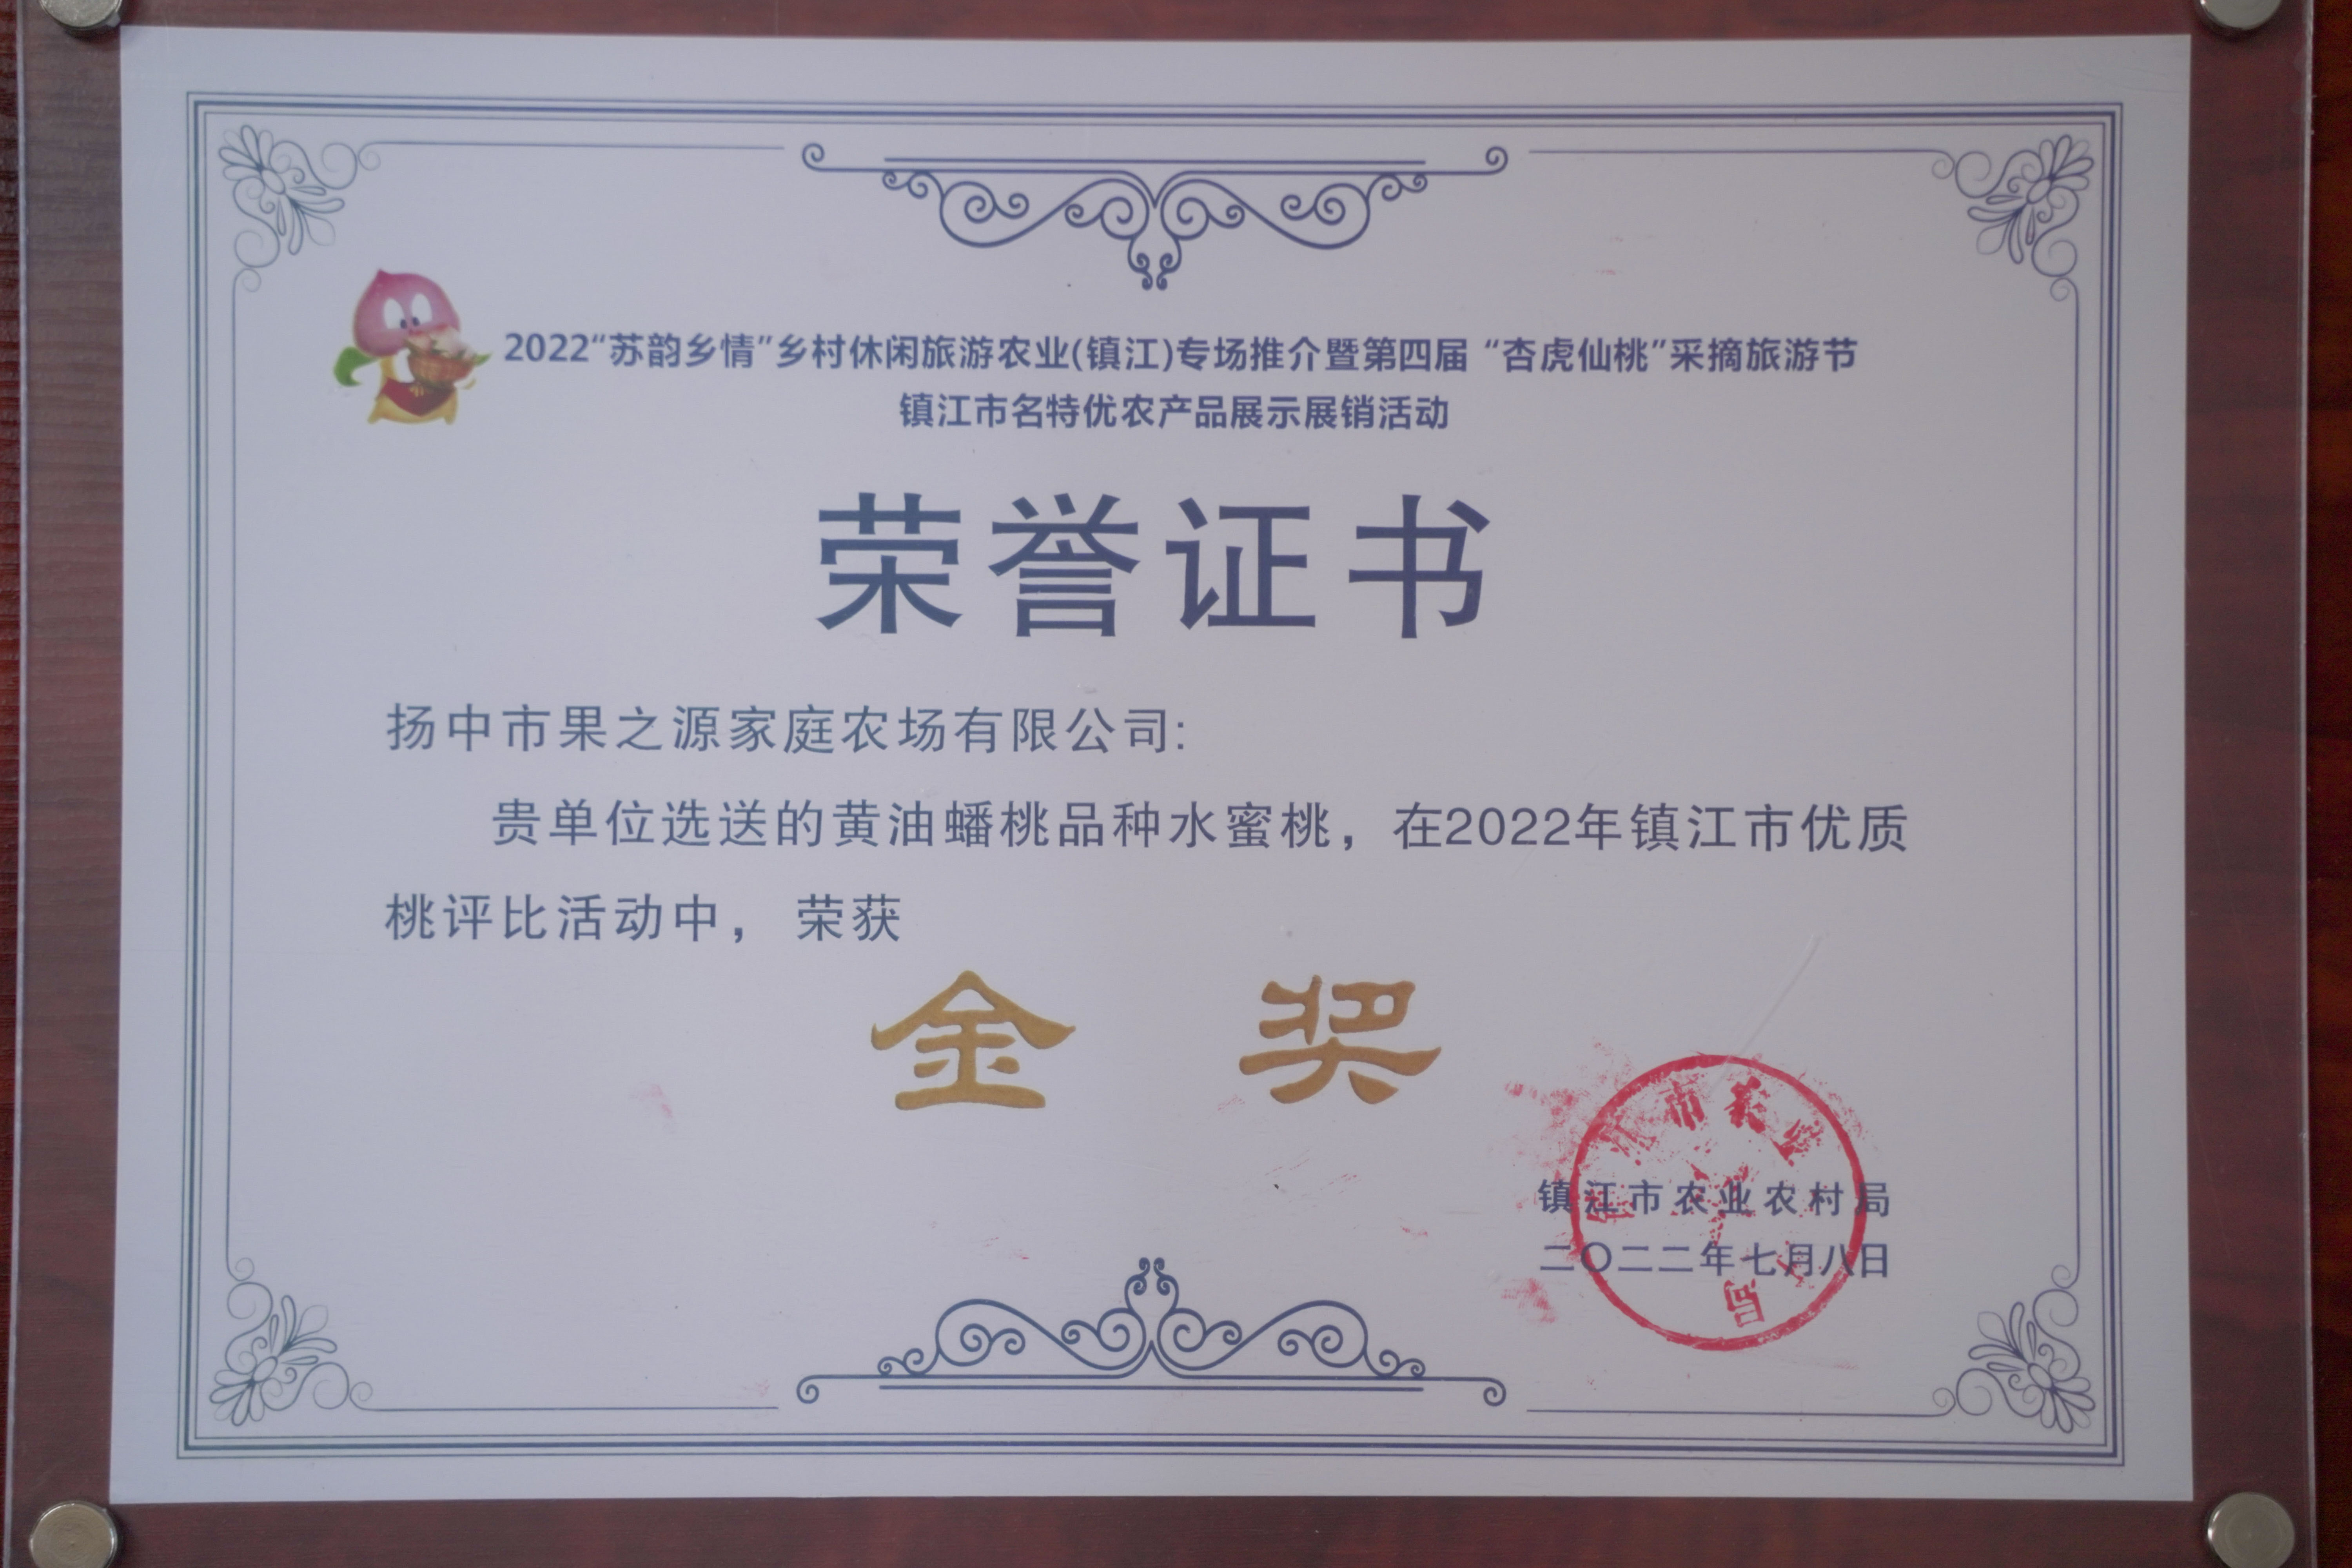 2022“苏韵乡情”乡村休闲旅游农业(镇江)专场推介暨第四届 “杏虎仙桃”采摘旅游节
镇江市名特优农产品展示展销活动
荣誉证书
扬中市果之源家庭农场有限公司:
贵单位选送的黄油蟠桃品种水蜜桃，在2022年镇江市优质
桃评比活动中， 荣获
金 奖
镇江市农业农村局
二〇二二年七月八日